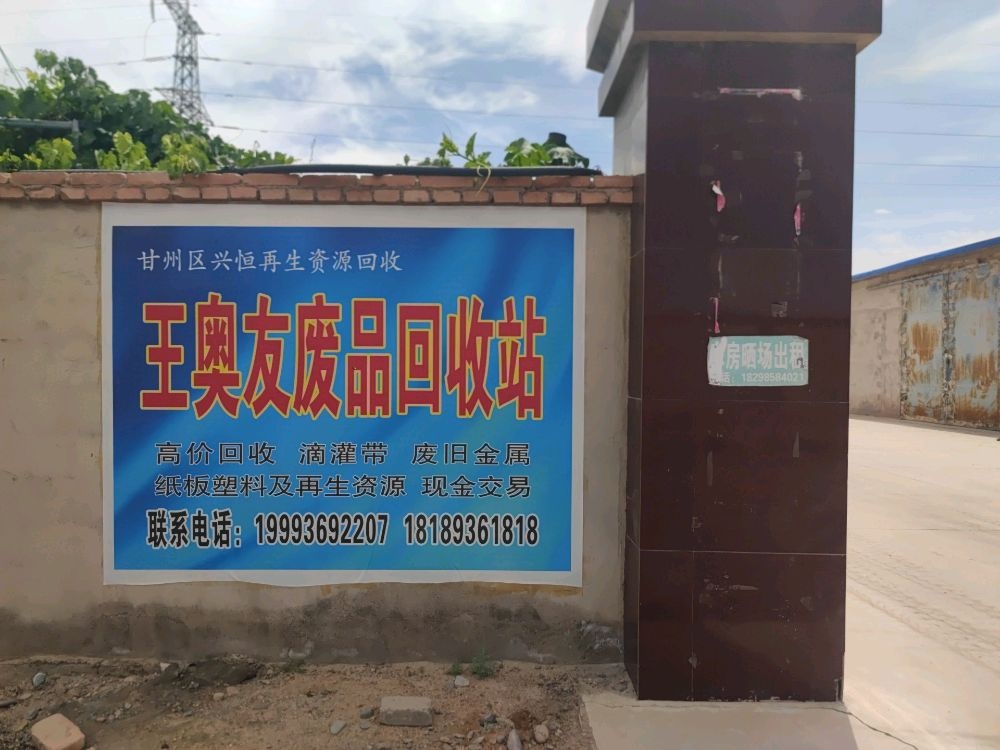 甘州区兴恒再生资源回收
王奥友废品回收站
高价回收 滴灌带 废旧金属
纸板塑料及再生资源 现金交易
联系电话：19993692207 18189361818
房晒场出租
话：18298584021